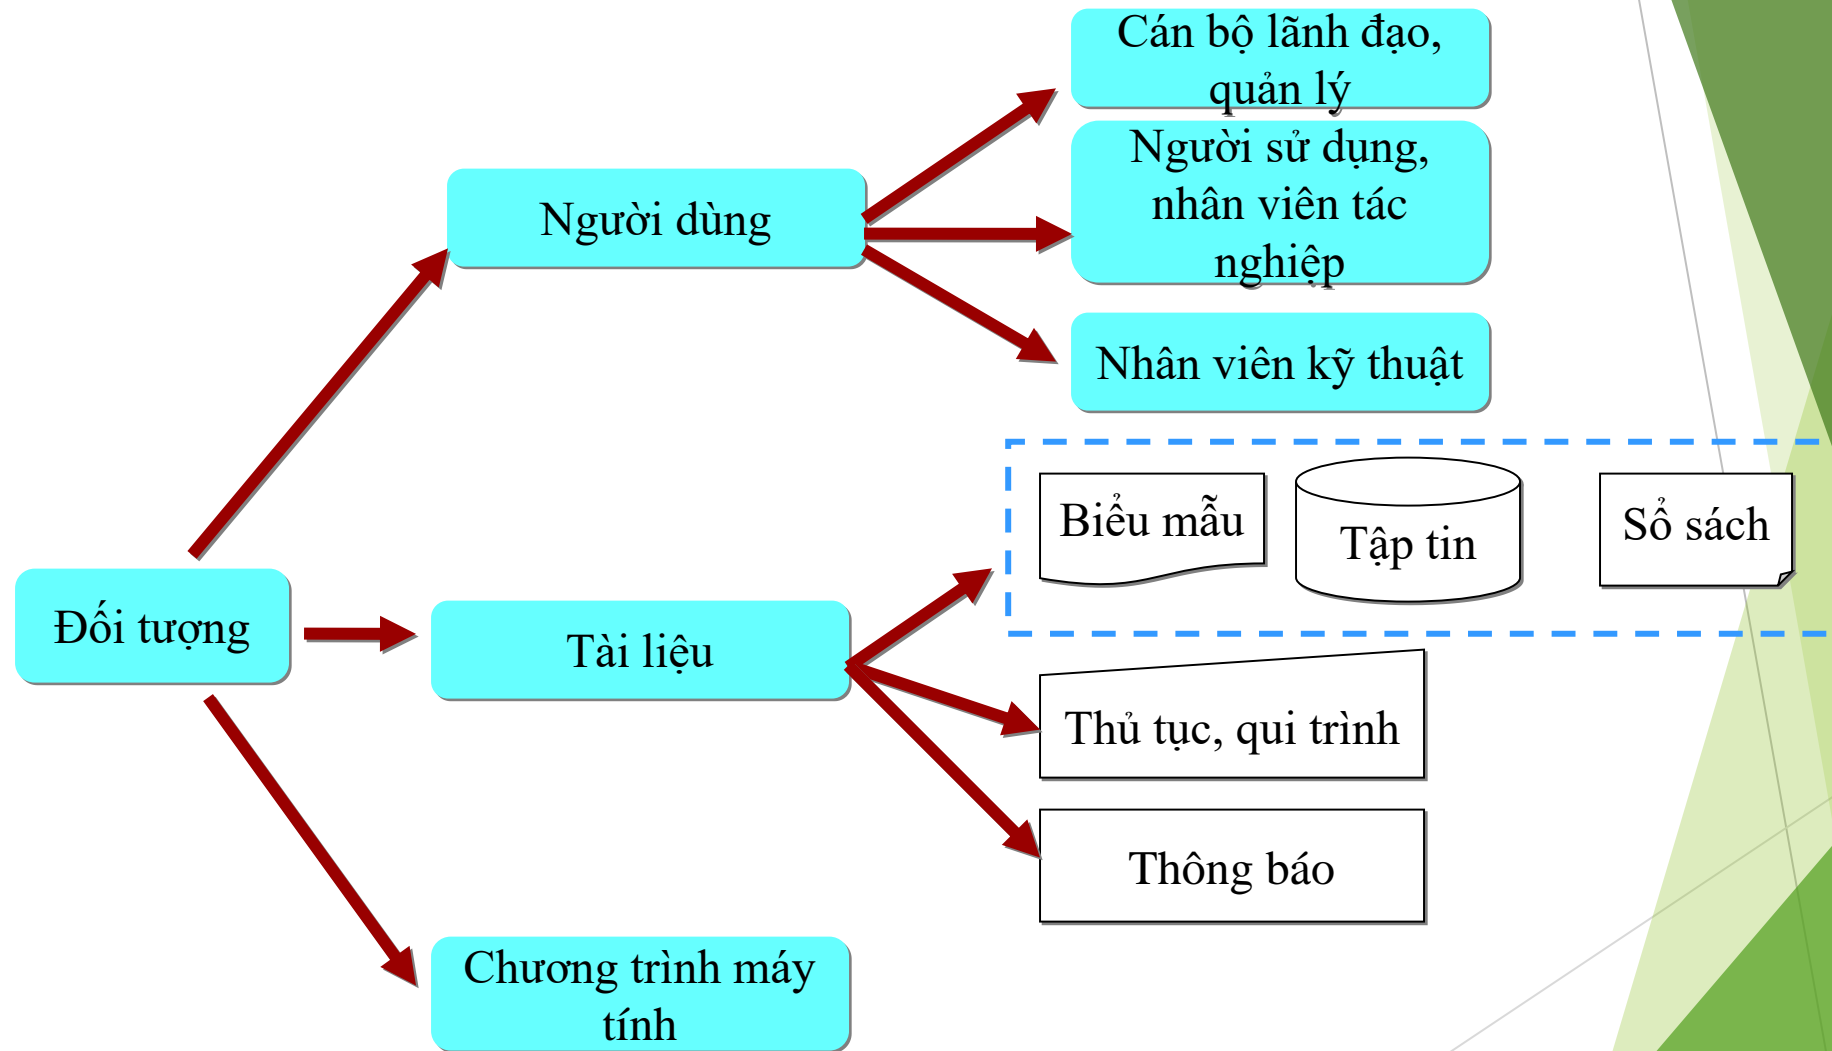 Cán bộ lãnh đạo,
quản lý
Người sử dụng,
nhân viên tác
nghiệp
Người dùng
Nhân viên kỹ thuật
Biểu mẫu
Tập tin
Sổ sách
Đối tượng
Tài liệu
Thủ tục, qui trình
Thông báo
Chương trình máy
tính